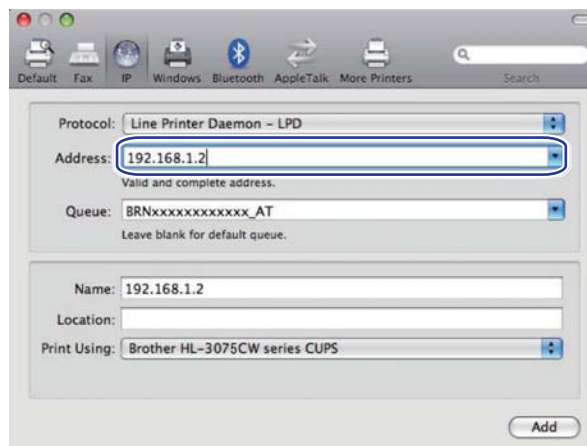 Default Fax IP Windows Bluetooth AppleTalk More Printers Search
Protocol: Line Printer Daemon – LPD
Address: 192.168.1.2
Valid and complete address.
Queue: BRNxxxxxxxxxxxx_AT
Leave blank for default queue.
Name: 192.168.1.2
Location:
Print Using: Brother HL-3075CW series CUPS
Add